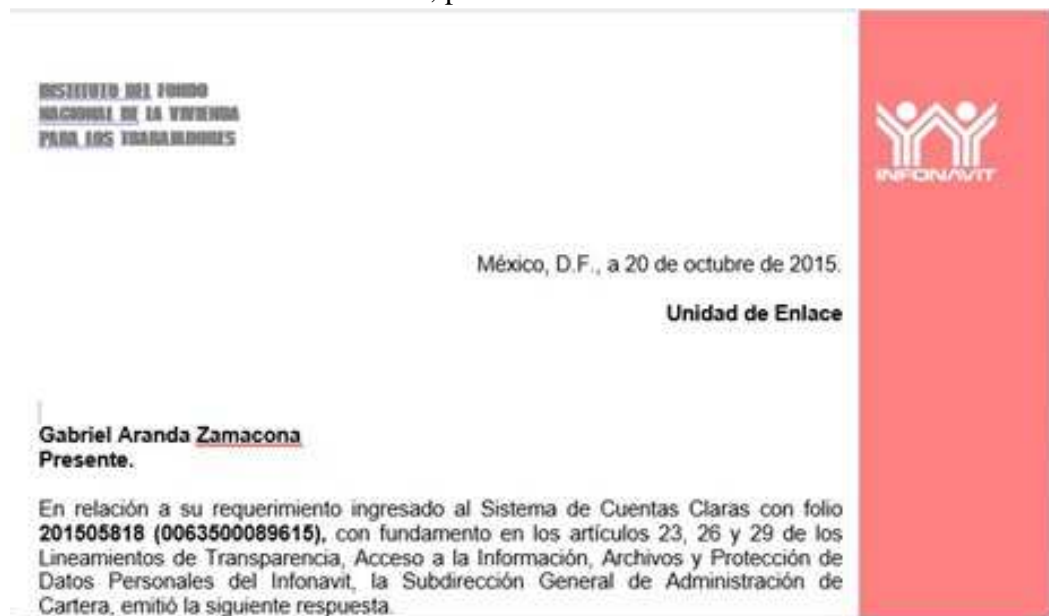 INSTITUTO DEL FONDO
NACIONAL DE LA VIVIENDA
PARA LOS TRABAJADORES
INFONAVIT
México, D.F., a 20 de octubre de 2015.
Unidad de Enlace
Gabriel Aranda Zamacona
Presente.
En relación a su requerimiento ingresado al Sistema de Cuentas Claras con folio
201505818 (0063500089615), con fundamento en los artículos 23, 26 y 29 de los
Lineamientos de Transparencia, Acceso a la Información, Archivos y Protección de
Datos Personales del Infonavit, la Subdirección General de Administración de
Cartera, emitió la siguiente respuesta.